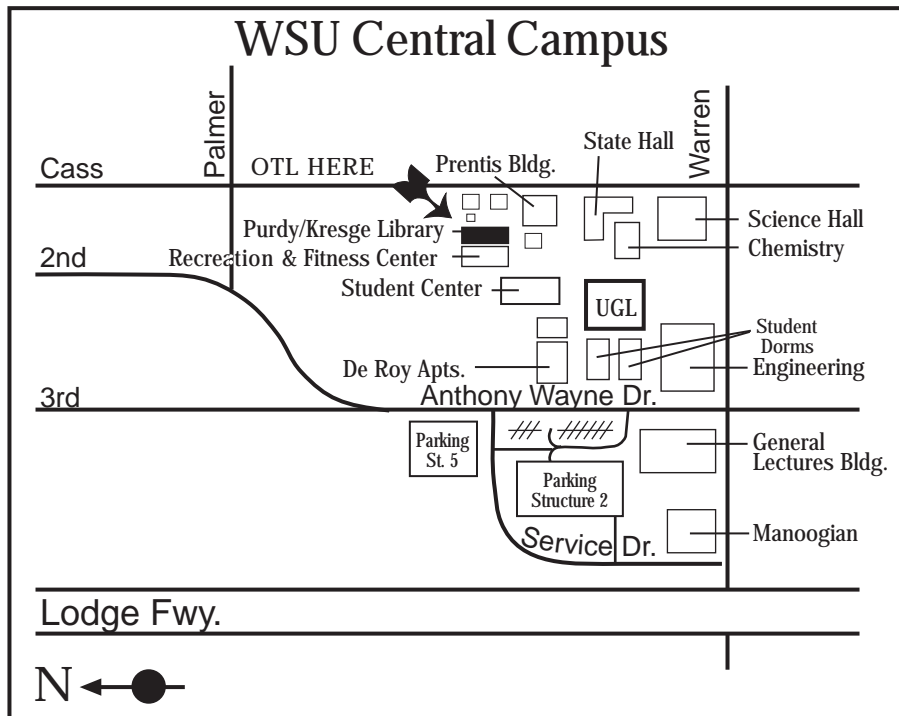 WSU Central Campus
Palmer
Warren
State Hall
Cass
OTL HERE
Prentis Bldg.
Purdy/Kresge Library
Science Hall
Chemistry
2nd
Recreation & Fitness Center
Student Center
UGL
Student
Dorms
De Roy Apts.
Engineering
3rd
Anthony Wayne Dr.
Parking
St. 5
General
Lectures Bldg.
Parking
Structure 2
Service Dr.
Manoogian
Lodge Fwy.
N